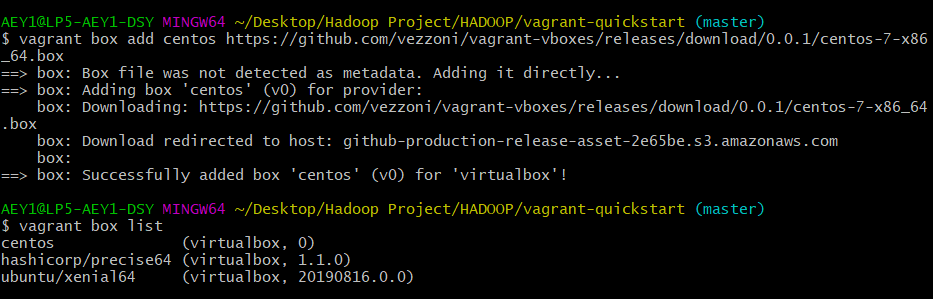 AEY1@LP5-AEY1-DSY MINGW64 ~/Desktop/Hadoop Project/HADOOP/vagrant-quickstart (master)
$ vagrant box add centos https://github.com/vezzoni/vagrant-vboxes/releases/download/0.0.1/centos-7-x86
_64.box
==> box: Box file was not detected as metadata. Adding it directly...
==> box: Adding box 'centos' (v0) for provider:
    box: Downloading: https://github.com/vezzoni/vagrant-vboxes/releases/download/0.0.1/centos-7-x86_64
.box
    box: Download redirected to host: github-production-release-asset-2e65be.s3.amazonaws.com
    box:
==> box: Successfully added box 'centos' (v0) for 'virtualbox'!
AEY1@LP5-AEY1-DSY MINGW64 ~/Desktop/Hadoop Project/HADOOP/vagrant-quickstart (master)
$ vagrant box list
centos            (virtualbox, 0)
hashicorp/precise64 (virtualbox, 1.1.0)
ubuntu/xenial64     (virtualbox, 20190816.0.0)